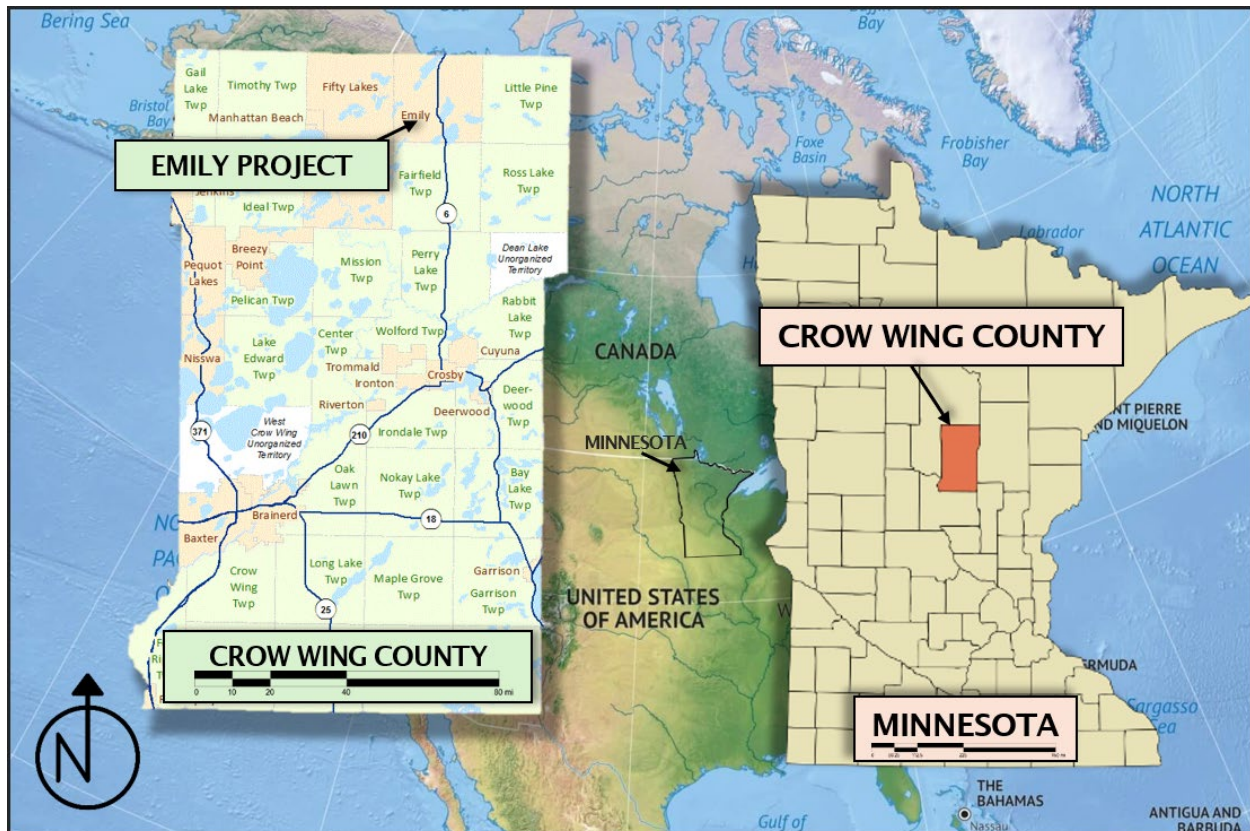 Bering Sea
Hudson
Bay
Baffin
Bay
Bristol
Bay
Gail
Lake
Twp
Timothy Twp
Fifty Lakes
Little Pine
Twp
Manhattan Beach
Emily
EMILY PROJECT
Jenkins
Ideal Twp
Fairfield
Twp
Ross Lake
Twp
6
Foxe
Basin
Frobisher
Bay
NORTH
ATLANTIC
OCEAN
Labrador
Sea
Breezy
Point
Pequot
Lakes
Mission
Twp
Perry
Lake
Twp
Dean Lake
Unorganized
Territory
Pelican Twp
Rabbit
Lake
Twp
Lake
Edward
Twp
Center
Twp
Wolford Twp
Nisswa
Trommald
Ironton
Crosby
Cuyuna
Riverton
Deerwood
Deer-
wood
Twp
371
West
Crow Wing
Unorganized
Territory
210
Irondale Twp
Oak
Lawn
Twp
Nokay Lake
Twp
Bay
Lake
Twp
18
Brainerd
Baxter
Crow
Wing
Twp
Long Lake
Twp
Maple Grove
Twp
Garrison
Garrison
Twp
25
CROW WING COUNTY
0 10 20 40 80 mi
N
CANADA
MINNESOTA
UNITED STATES
OF AMERICA
CROW WING COUNTY
NT PIERRE
ND MIQUELON
ERMUDA
Sargasso
Sea
MINNESOTA
THE
BAHAMAS
Nassau
Gulf of
ANTIGUA AND
BARBUDA